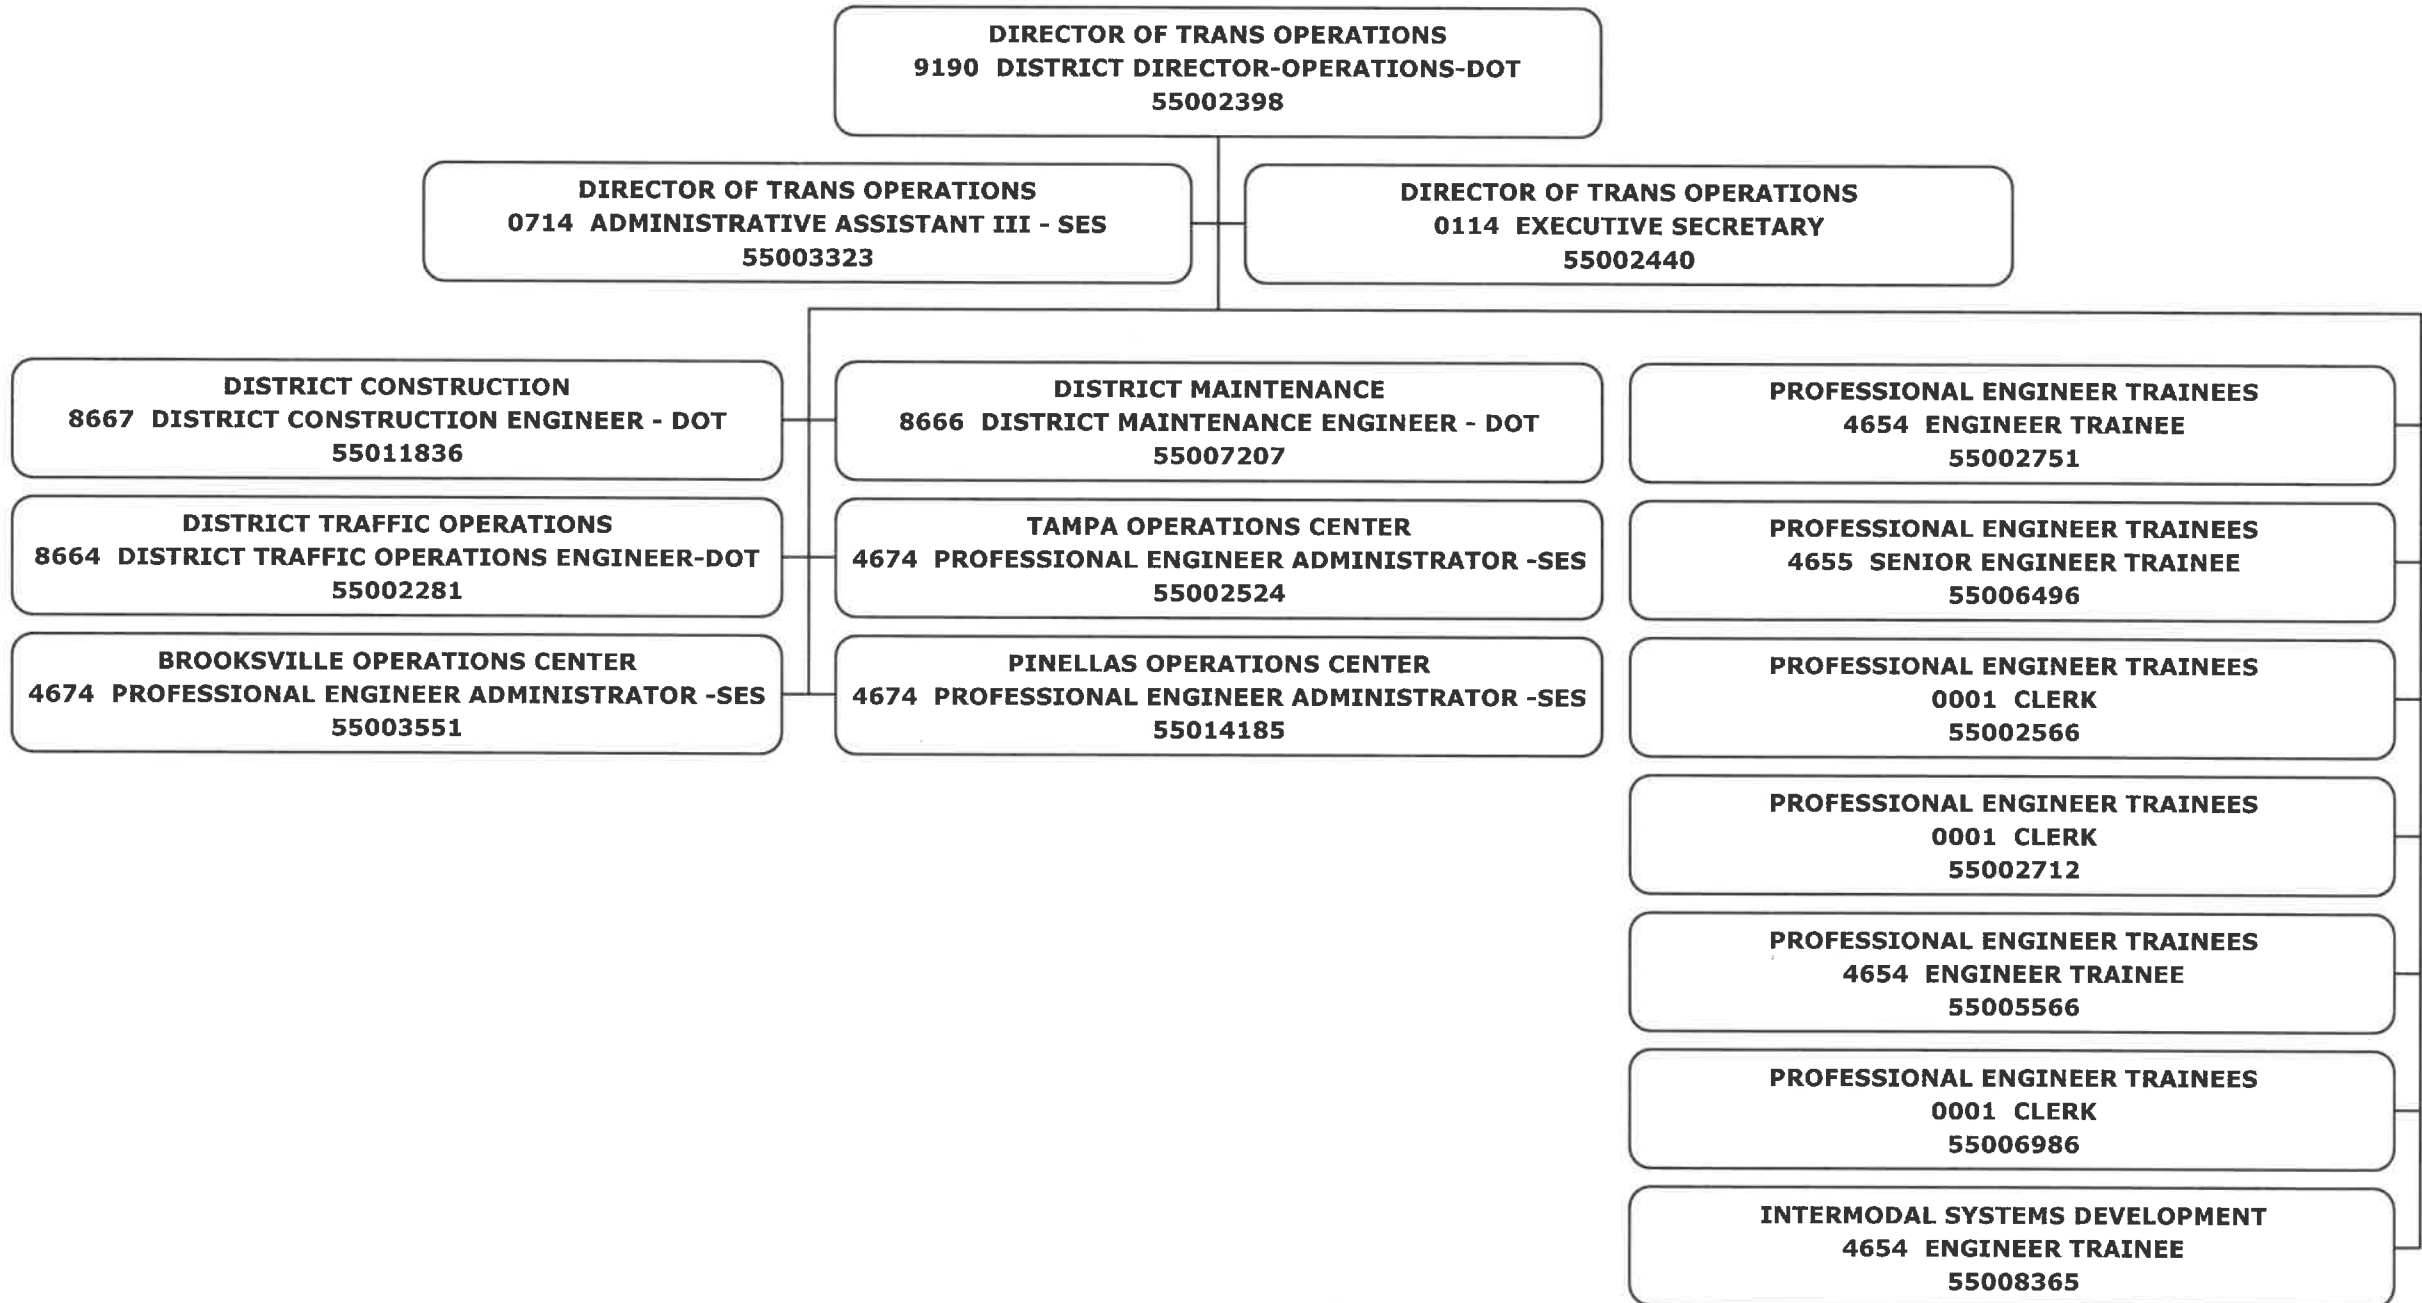 DIRECTOR OF TRANS OPERATIONS
9190 DISTRICT DIRECTOR-OPERATIONS-DOT
55002398
DIRECTOR OF TRANS OPERATIONS
0714 ADMINISTRATIVE ASSISTANT III - SES
55003323
DIRECTOR OF TRANS OPERATIONS
0114 EXECUTIVE SECRETARY
55002440
DISTRICT CONSTRUCTION
8667 DISTRICT CONSTRUCTION ENGINEER - DOT
55011836
DISTRICT MAINTENANCE
8666 DISTRICT MAINTENANCE ENGINEER - DOT
55007207
PROFESSIONAL ENGINEER TRAINEES
4654 ENGINEER TRAINEE
55002751
DISTRICT TRAFFIC OPERATIONS
8664 DISTRICT TRAFFIC OPERATIONS ENGINEER-DOT
55002281
TAMPA OPERATIONS CENTER
4674 PROFESSIONAL ENGINEER ADMINISTRATOR -SES
55002524
PROFESSIONAL ENGINEER TRAINEES
4655 SENIOR ENGINEER TRAINEE
55006496
BROOKSVILLE OPERATIONS CENTER
4674 PROFESSIONAL ENGINEER ADMINISTRATOR -SES
55003551
PINELLAS OPERATIONS CENTER
4674 PROFESSIONAL ENGINEER ADMINISTRATOR -SES
55014185
PROFESSIONAL ENGINEER TRAINEES
0001 CLERK
55002566
PROFESSIONAL ENGINEER TRAINEES
0001 CLERK
55002712
PROFESSIONAL ENGINEER TRAINEES
4654 ENGINEER TRAINEE
55005566
PROFESSIONAL ENGINEER TRAINEES
0001 CLERK
55006986
INTERMODAL SYSTEMS DEVELOPMENT
4654 ENGINEER TRAINEE
55008365